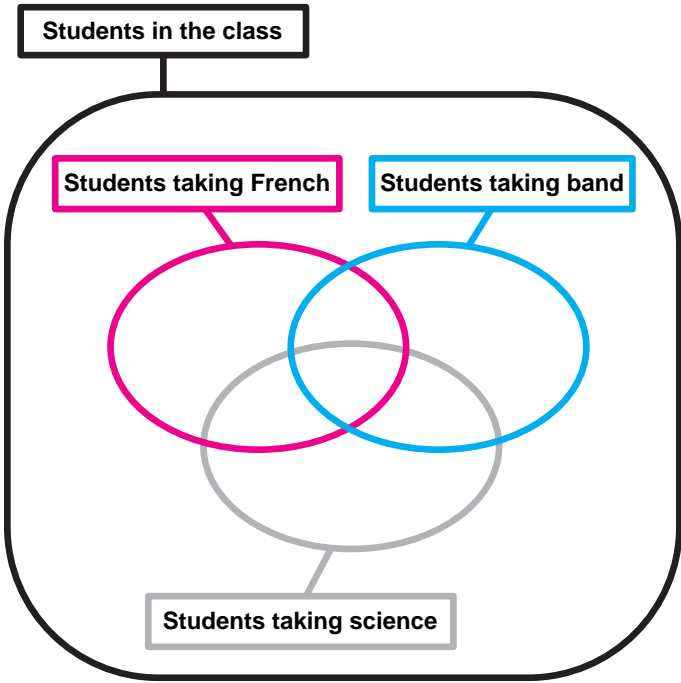 Students in the class
Students taking French
Students taking band
Students taking science